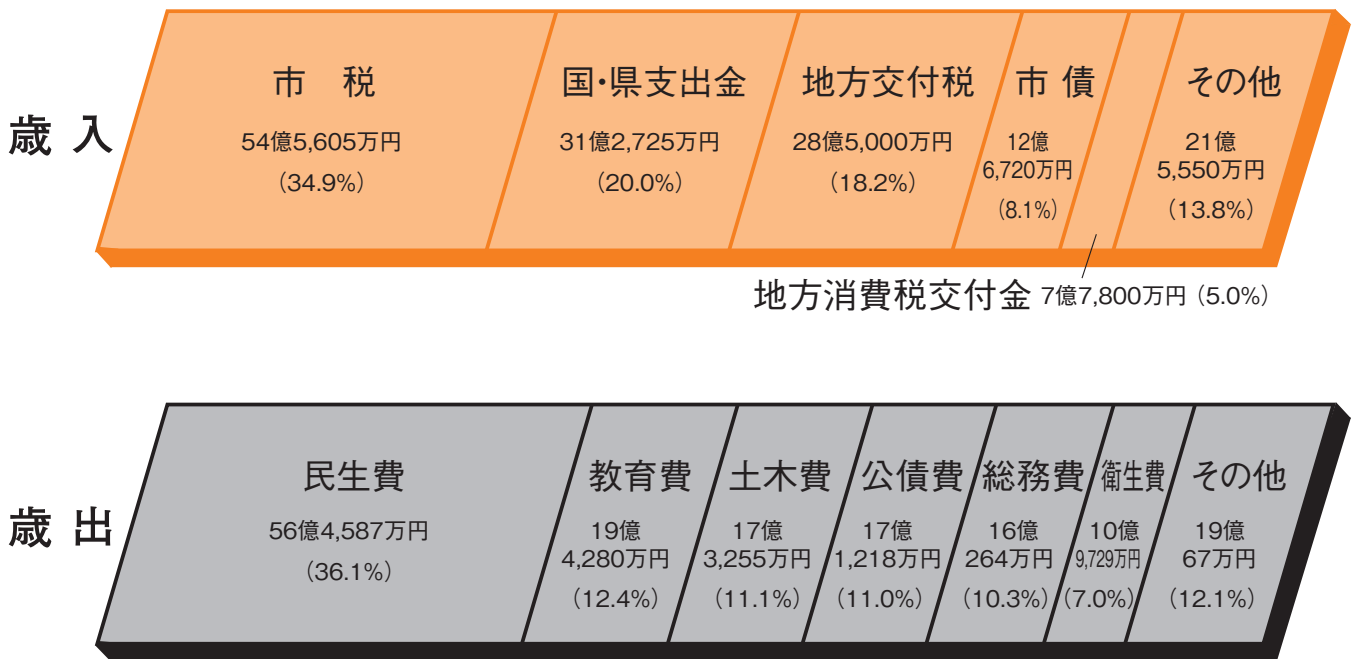 歳入
市税
54億5,605万円
(34.9%)
国・県支出金
31億2,725万円
(20.0%)
地方交付税
28億5,000万円
(18.2%)
市債
12億
6,720万円
(8.1%)
その他
21億
5,550万円
(13.8%)
地方消費税交付金 7億7,800万円 (5.0%)
歳出
民生費
56億4,587万円
(36.1%)
教育費
19億
4,280万円
(12.4%)
土木費
17億
3,255万円
(11.1%)
公債費
17億
1,218万円
(11.0%)
総務費
16億
264万円
(10.3%)
衛生費
10億
9,729万円
(7.0%)
その他
19億
67万円
(12.1%)